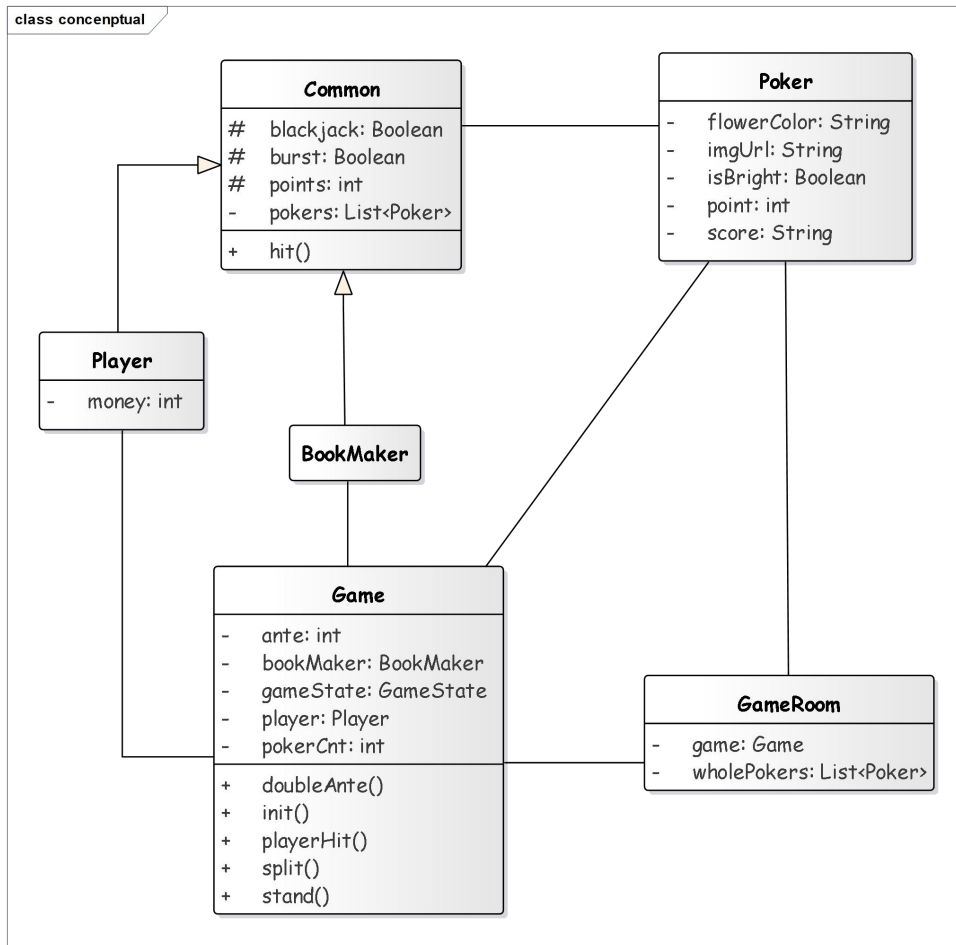 class concenptual
Common
# blackjack: Boolean
# burst: Boolean
# points: int
- pokers: List<Poker>
+ hit()
Poker
- flowerColor: String
- imgUrl: String
- isBright: Boolean
- point: int
- score: String
Player
- money: int
BookMaker
Game
- ante: int
- bookMaker: BookMaker
- gameState: GameState
- player: Player
- pokerCnt: int
+ doubleAnte()
+ init()
+ playerHit()
+ split()
+ stand()
GameRoom
- game: Game
- wholePokers: List<Poker>